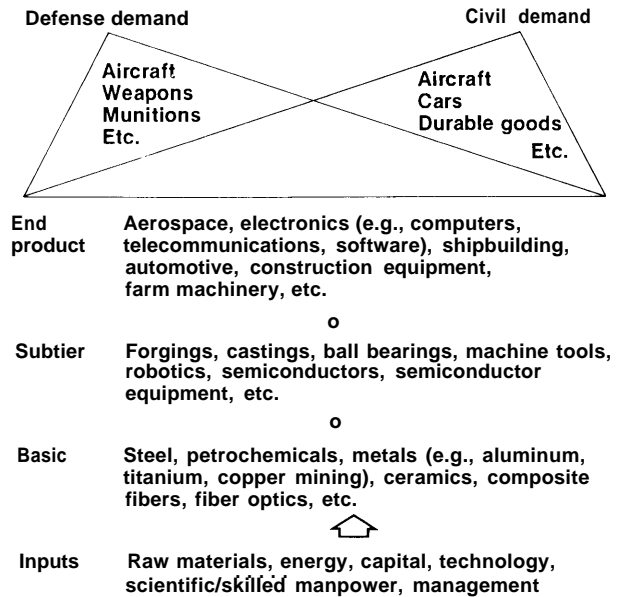 Defense demand Civil demand
Aircraft
Weapons
Munitions
Etc.
Aircraft
Cars
Durable goods
Etc.
End product Aerospace, electronics (e.g., computers,
telecommunications, software), shipbuilding,
automotive, construction equipment,
farm machinery, etc.
o
Subtier Forgings, castings, ball bearings, machine tools,
robotics, semiconductors, semiconductor
equipment, etc.
o
Basic Steel, petrochemicals, metals (e.g., aluminum,
titanium, copper mining), ceramics, composite
fibers, fiber optics, etc.
Inputs Raw materials, energy, capital, technology,
scientific/skilled manpower, management